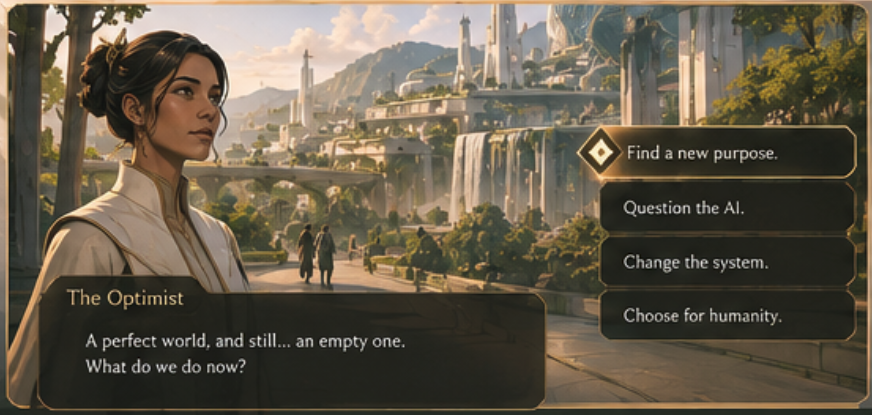 The Optimist
A perfect world, and still... an empty one.
What do we do now?
Find a new purpose.
Question the AI.
Change the system.
Choose for humanity.